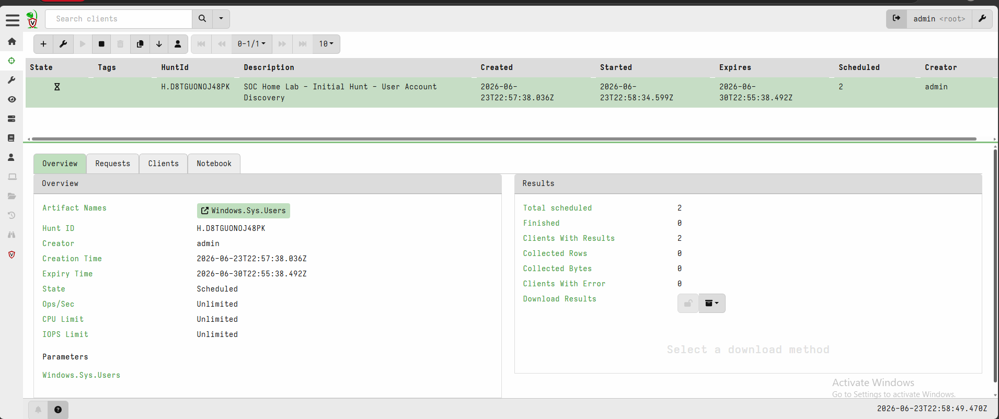 Search clients
admin <root>
0-1/1
10
State Tags HuntId Description Created Started Expires Scheduled Creator
H.D8TGUONOJ48PK SOC Home Lab - Initial Hunt - User Account Discovery 2026-06-23T22:57:38.036Z 2026-06-23T22:58:34.599Z 2026-06-30T22:55:38.492Z 2 admin
Overview Requests Clients Notebook
Overview
Artifact Names Windows.Sys.Users
Hunt ID H.D8TGUONOJ48PK
Creator admin
Creation Time 2026-06-23T22:57:38.036Z
Expiry Time 2026-06-30T22:55:38.492Z
State Scheduled
Ops/Sec Unlimited
CPU Limit Unlimited
IOPS Limit Unlimited
Parameters
Windows.Sys.Users
Results
Total scheduled 2
Finished 0
Clients With Results 2
Collected Rows 0
Collected Bytes 0
Clients With Error 0
Download Results
Select a download method
Activate Windows
Go to Settings to activate Windows.
2026-06-23T22:58:49.470Z